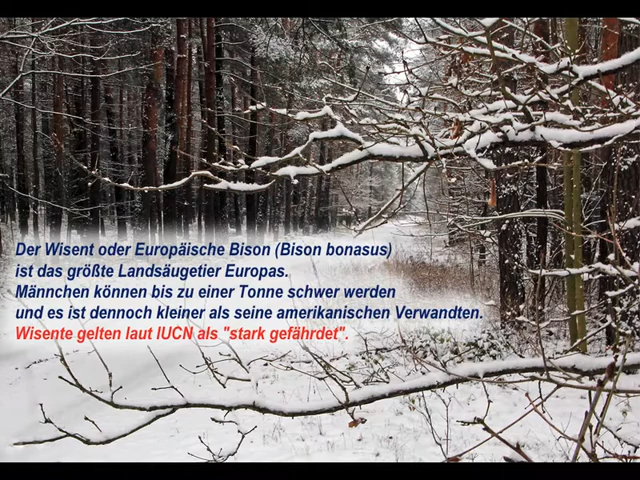 Der Wisent oder Europäische Bison (Bison bonasus)
ist das größte Landsäugetier Europas.
Männchen können bis zu einer Tonne schwer werden
und es ist dennoch kleiner als seine amerikanischen Verwandten.
Wisente gelten laut IUCN als "stark gefährdet".